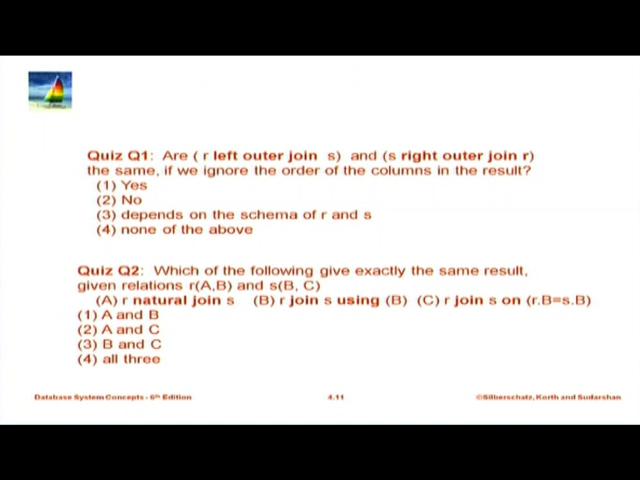 Quiz Q1: Are ( r left outer join s) and (s right outer join r)
the same, if we ignore the order of the columns in the result?
(1) Yes
(2) No
(3) depends on the schema of r and s
(4) none of the above
Quiz Q2: Which of the following give exactly the same result,
given relations r(A,B) and s(B, C)
(A) r natural join s (B) r join s using (B) (C) r join s on (r.B=s.B)
(1) A and B
(2) A and C
(3) B and C
(4) all three
Database System Concepts - 6th Edition 4.11 ©Silberschatz, Korth and Sudarshan